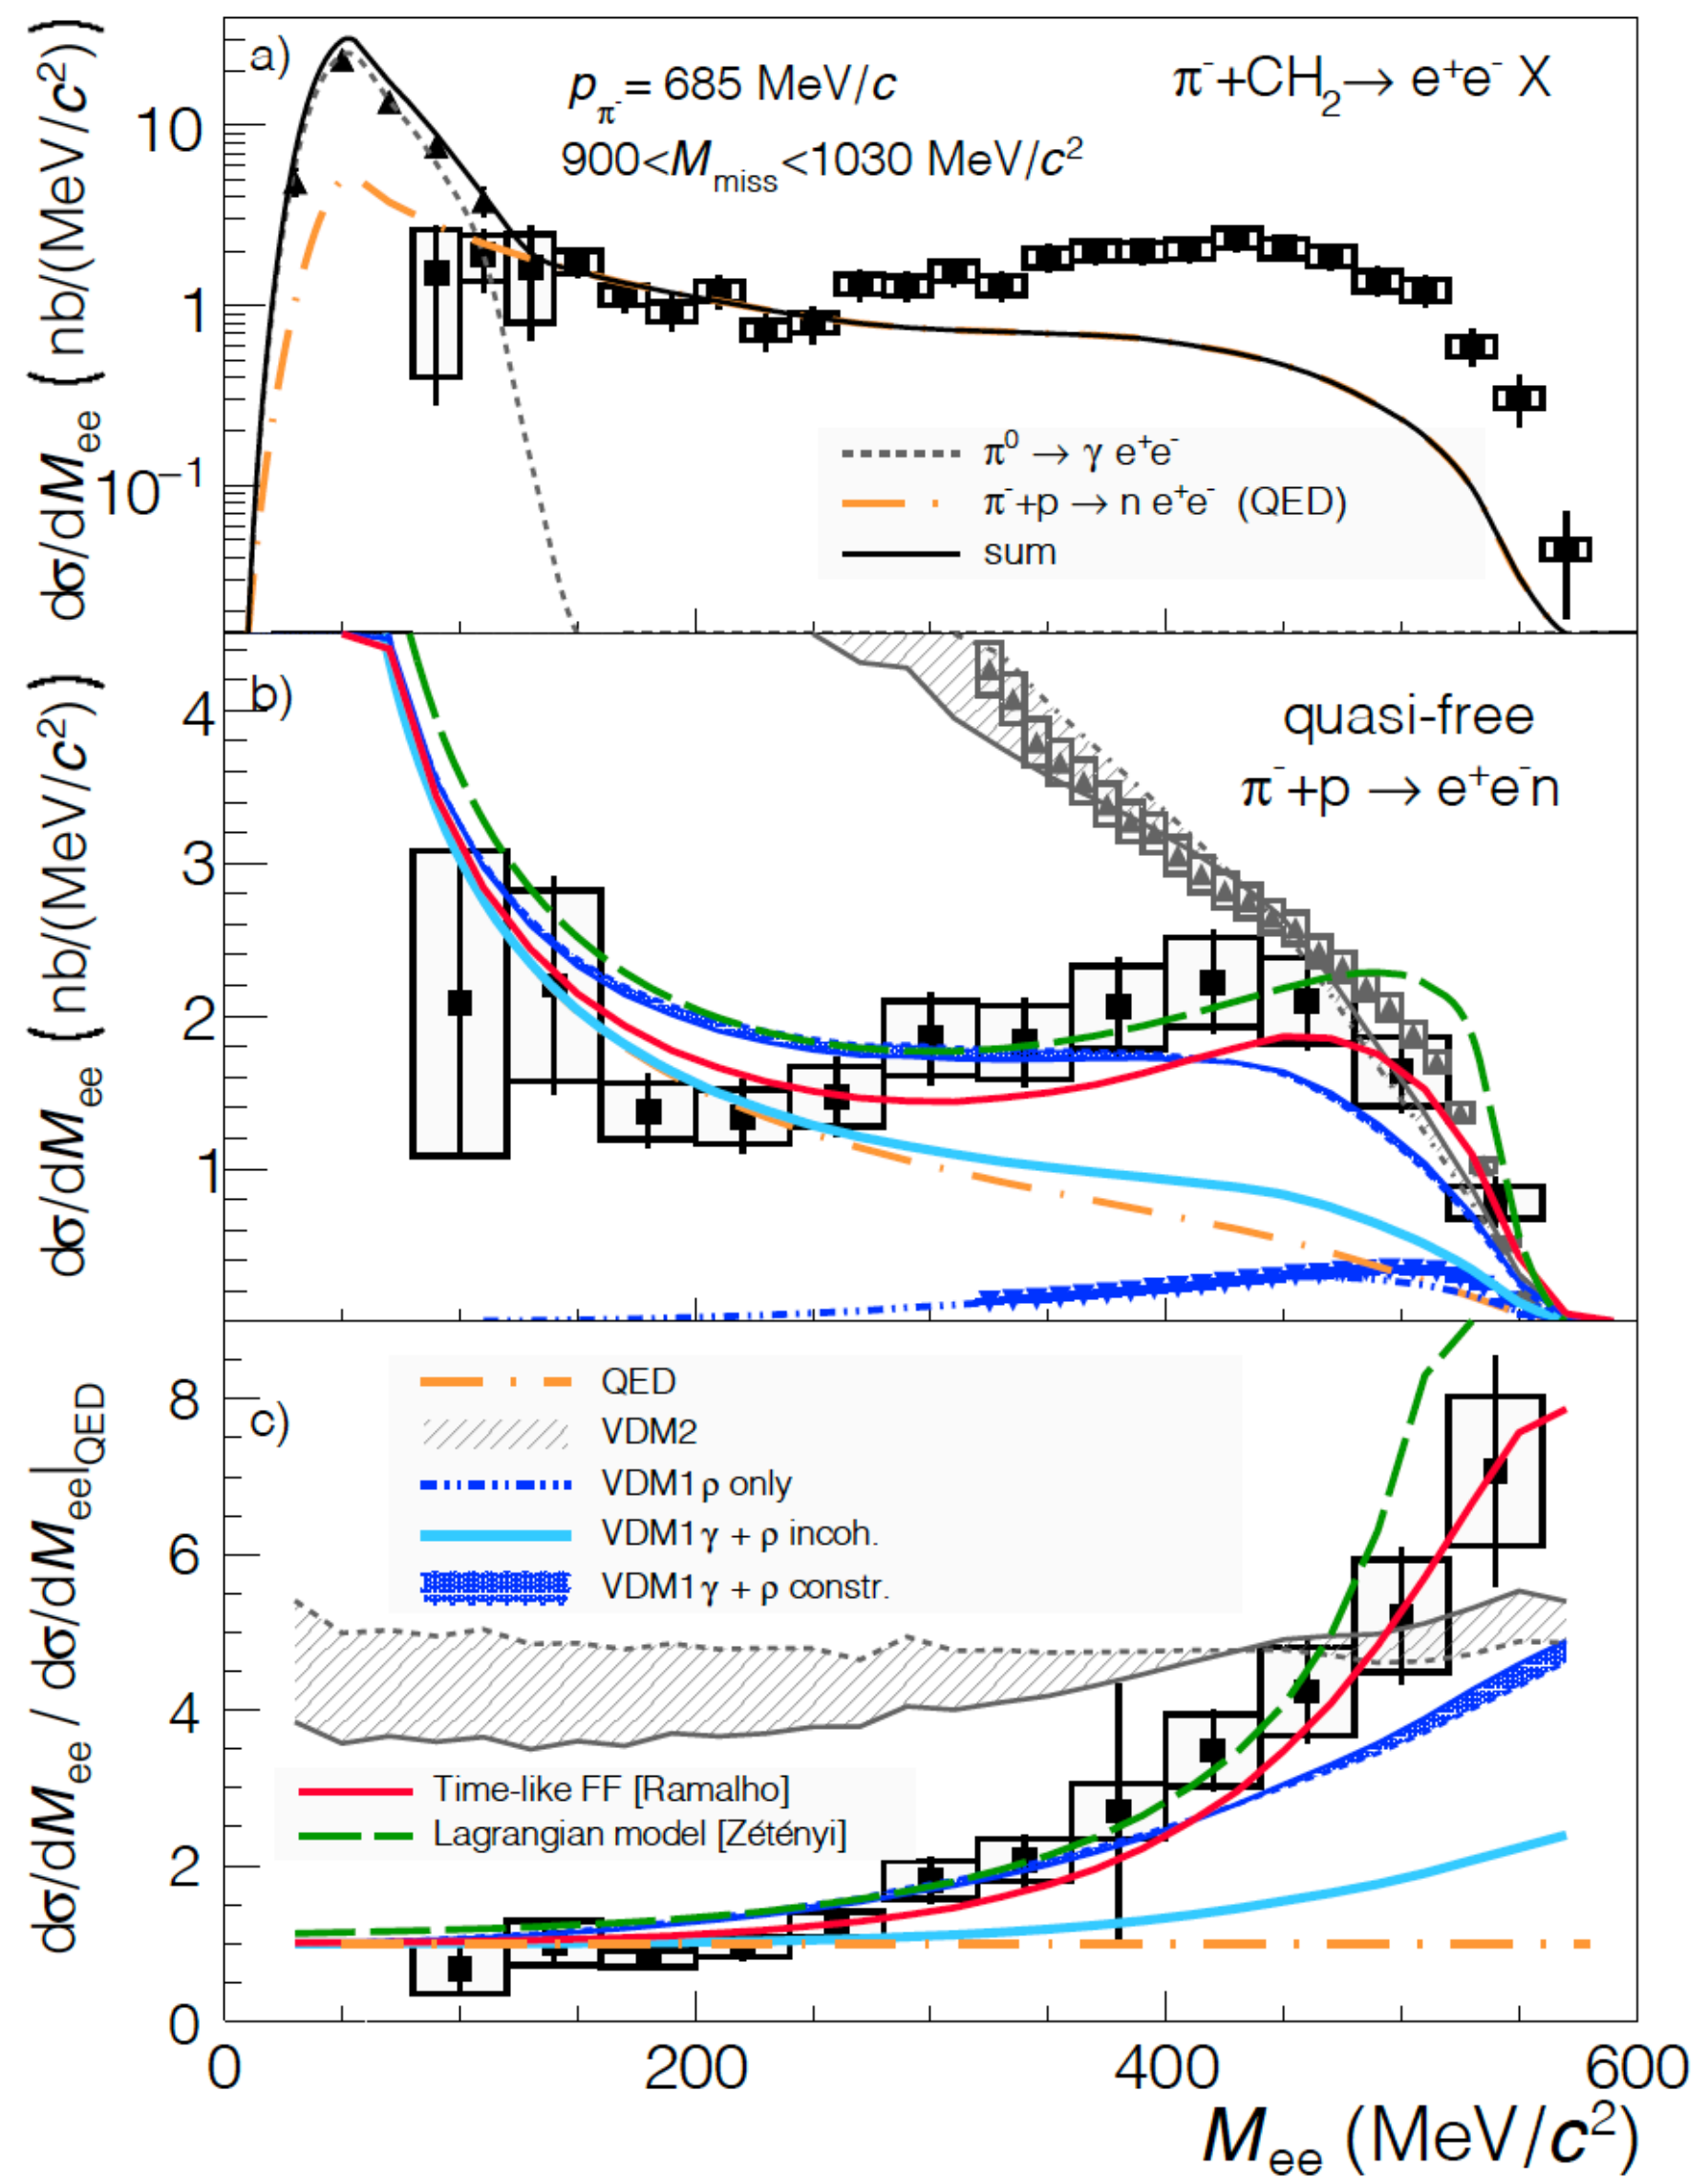 a)
p_π⁻ = 685 MeV/c
900<M_miss<1030 MeV/c²
π⁻+CH₂→ e⁺e⁻ X
dσ/dM_ee ( nb/(MeV/c²) )
10
1
10⁻¹
π⁰ → γ e⁺e⁻
π⁻+p → n e⁺e⁻ (QED)
sum
b)
quasi-free
π⁻+p → e⁺e⁻n
dσ/dM_ee ( nb/(MeV/c²) )
4
3
2
1
c)
dσ/dM_ee / dσ/dM_ee|_QED
8
6
4
2
0
QED
VDM2
VDM1 ρ only
VDM1 γ + ρ incoh.
VDM1 γ + ρ constr.
Time-like FF [Ramalho]
Lagrangian model [Zétényi]
0
200
400
600
M_ee (MeV/c²)